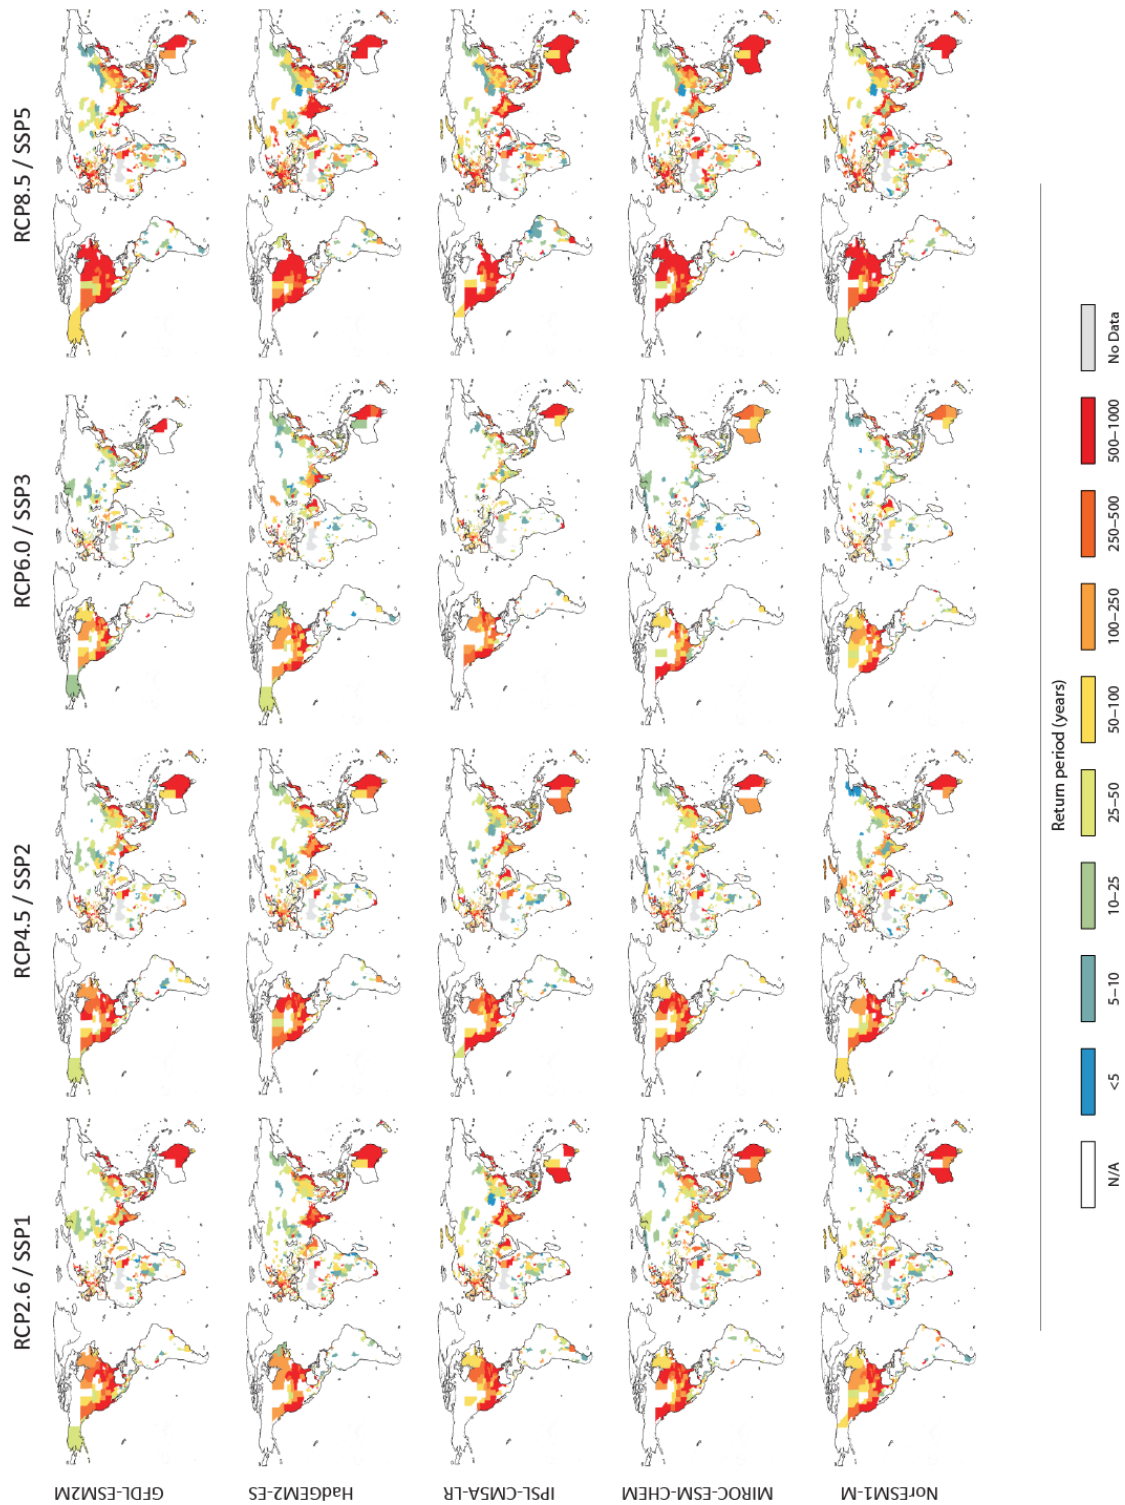 RCP2.6 / SSP1
RCP4.5 / SSP2
RCP6.0 / SSP3
RCP8.5 / SSP5
GFDL-ESM2M
HadGEM2-ES
IPSL-CM5A-LR
MIROC-ESM-CHEM
NorESM1-M
Return period (years)
N/A
<5
5–10
10–25
25–50
50–100
100–250
250–500
500–1000
No Data